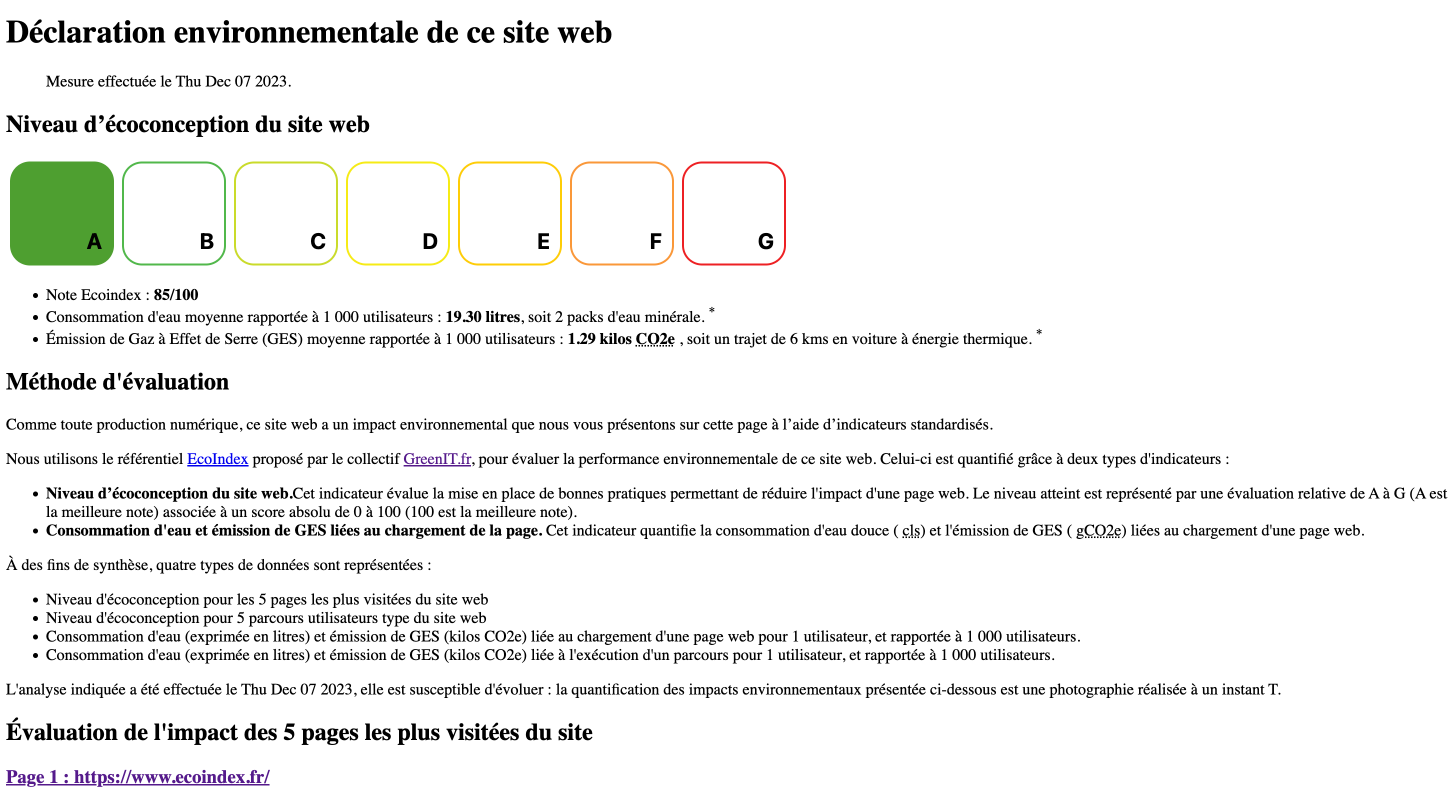 Déclaration environnementale de ce site web
Mesure effectuée le Thu Dec 07 2023.
Niveau d’écoconception du site web
A B C D E F G
• Note Ecoindex : 85/100
• Consommation d'eau moyenne rapportée à 1 000 utilisateurs : 19.30 litres, soit 2 packs d'eau minérale. *
• Émission de Gaz à Effet de Serre (GES) moyenne rapportée à 1 000 utilisateurs : 1.29 kilos CO2e , soit un trajet de 6 kms en voiture à énergie thermique. *
Méthode d'évaluation
Comme toute production numérique, ce site web a un impact environnemental que nous vous présentons sur cette page à l’aide d’indicateurs standardisés.
Nous utilisons le référentiel EcoIndex proposé par le collectif GreenIT.fr, pour évaluer la performance environnementale de ce site web. Celui-ci est quantifié grâce à deux types d'indicateurs :
• Niveau d’écoconception du site web.Cet indicateur évalue la mise en place de bonnes pratiques permettant de réduire l'impact d'une page web. Le niveau atteint est représenté par une évaluation relative de A à G (A est
la meilleure note) associée à un score absolu de 0 à 100 (100 est la meilleure note).
• Consommation d'eau et émission de GES liées au chargement de la page. Cet indicateur quantifie la consommation d'eau douce ( cls) et l'émission de GES ( gCO2e) liées au chargement d'une page web.
À des fins de synthèse, quatre types de données sont représentées :
• Niveau d'écoconception pour les 5 pages les plus visitées du site web
• Niveau d'écoconception pour 5 parcours utilisateurs type du site web
• Consommation d'eau (exprimée en litres) et émission de GES (kilos CO2e) liée au chargement d'une page web pour 1 utilisateur, et rapportée à 1 000 utilisateurs.
• Consommation d'eau (exprimée en litres) et émission de GES (kilos CO2e) liée à l'exécution d'un parcours pour 1 utilisateur, et rapportée à 1 000 utilisateurs.
L'analyse indiquée a été effectuée le Thu Dec 07 2023, elle est susceptible d'évoluer : la quantification des impacts environnementaux présentée ci-dessous est une photographie réalisée à un instant T.
Évaluation de l'impact des 5 pages les plus visitées du site
Page 1 : https://www.ecoindex.fr/